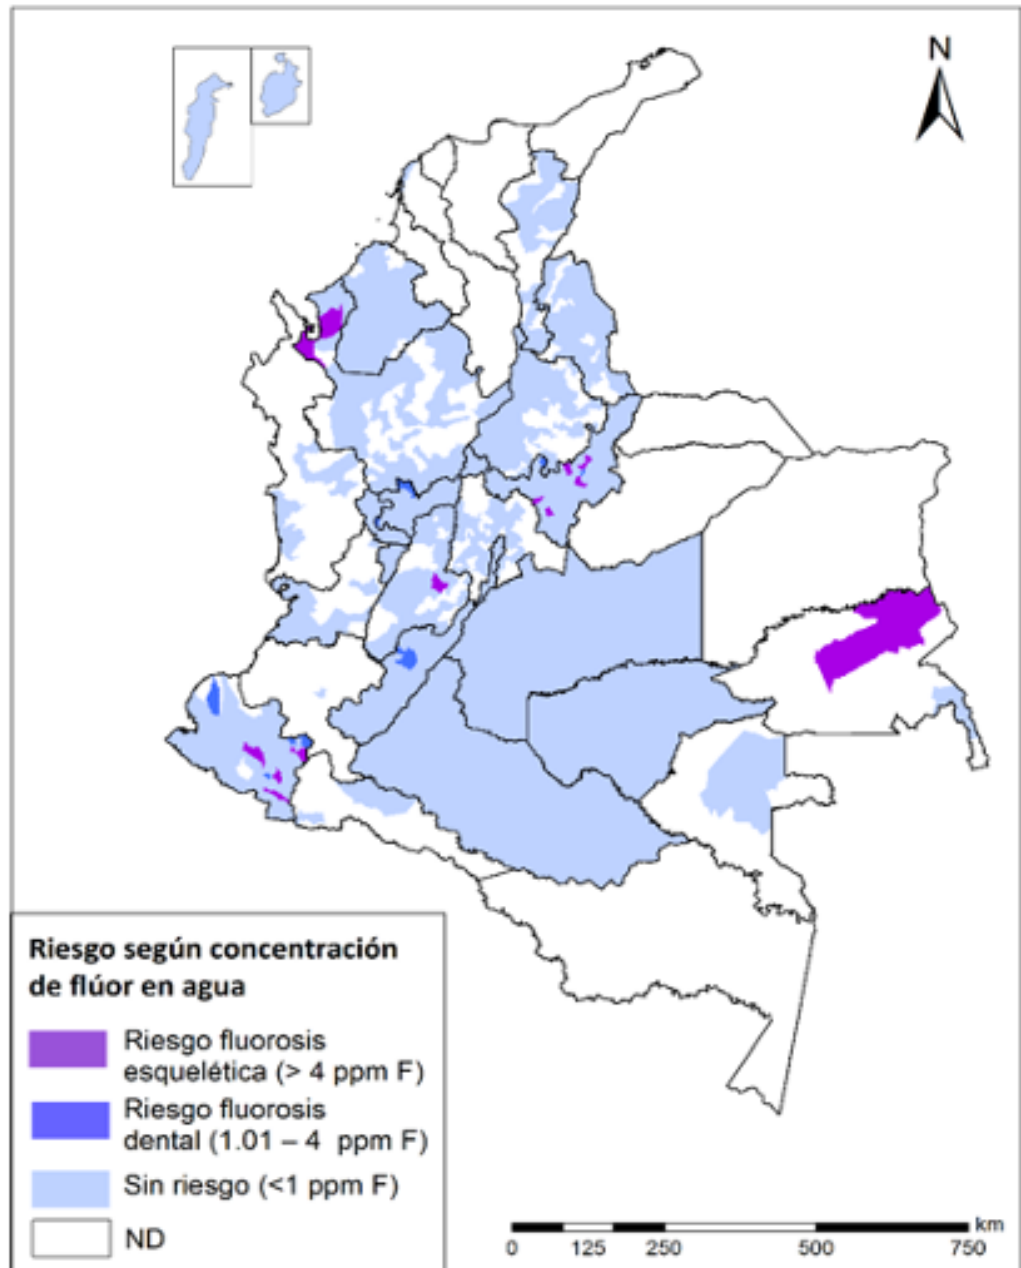 N
Riesgo según concentración
de flúor en agua
Riesgo fluorosis
esquelética (> 4 ppm F)
Riesgo fluorosis
dental (1.01 – 4 ppm F)
Sin riesgo (<1 ppm F)
ND
km
0 125 250 500 750